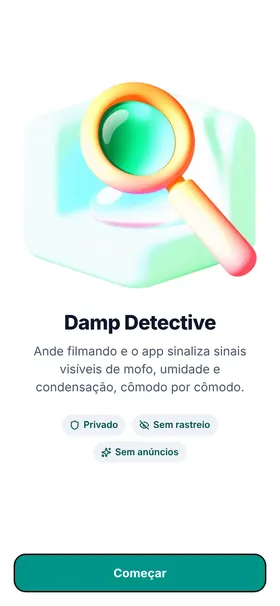 Damp Detective
Ande filmando e o app sinaliza sinais
visíveis de mofo, umidade e
condensação, cômodo por cômodo.
Privado
Sem rastreio
Sem anúncios
Começar